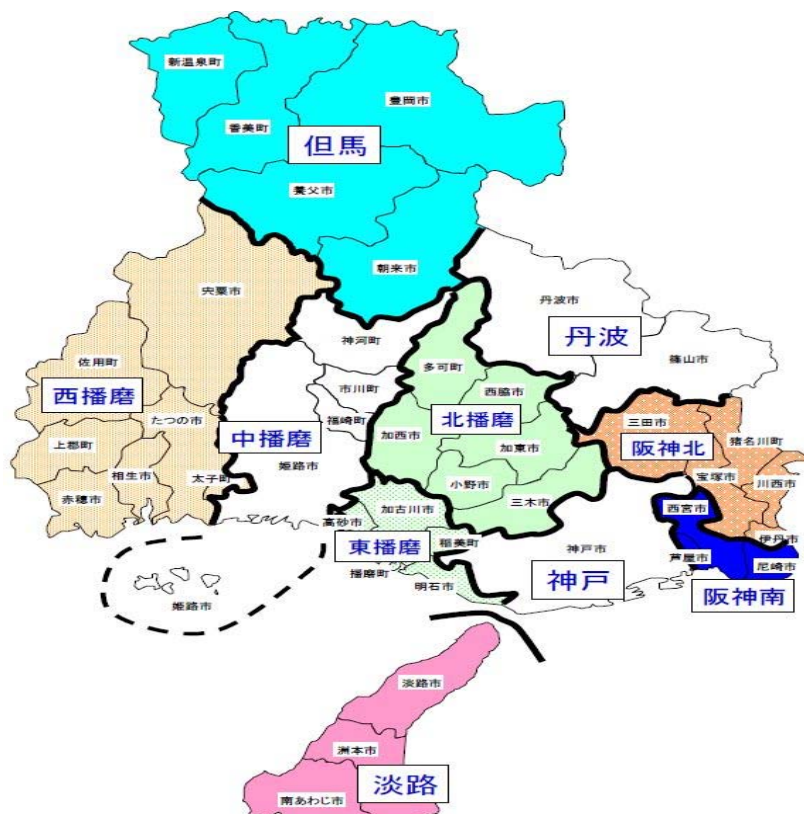 新温泉町
豊岡市
香美町
但馬
養父市
朝来市
宍粟市
丹波市
丹波
篠山市
神河町
佐用町
多可町
西播磨
市川町
西脇市
たつの市
福崎町
北播磨
三田市
猪名川町
中播磨
加西市
加東市
阪神北
上郡町
姫路市
宝塚市
相生市
太子町
小野市
川西市
赤穂市
三木市
西宮市
加古川市
高砂市
伊丹市
東播磨
稲美町
神戸市
芦屋市
尼崎市
播磨町
神戸
明石市
阪神南
姫路市
淡路市
洲本市
淡路
南あわじ市